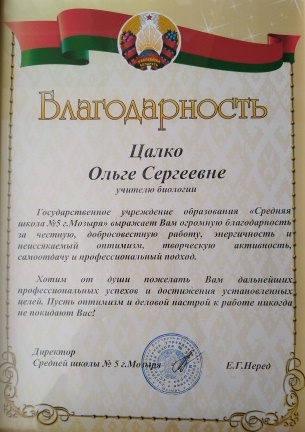 Благодарность
Цалко
Ольге Сергеевне
учителю биологии
Государственное учреждение образования «Средняя
школа №5 г.Мозыря» выражает Вам огромную благодарность
за честную, добросовестную работу, энергичность и
неиссякаемый оптимизм, творческую активность,
самоотдачу и профессиональный подход.
Хотим от души пожелать Вам дальнейших
профессиональных успехов и достижения установленных
целей. Пусть оптимизм и деловой настрой к работе никогда
не покидают Вас!
Директор
Средней школы № 5 г.Мозыря
Е.Г.Неред